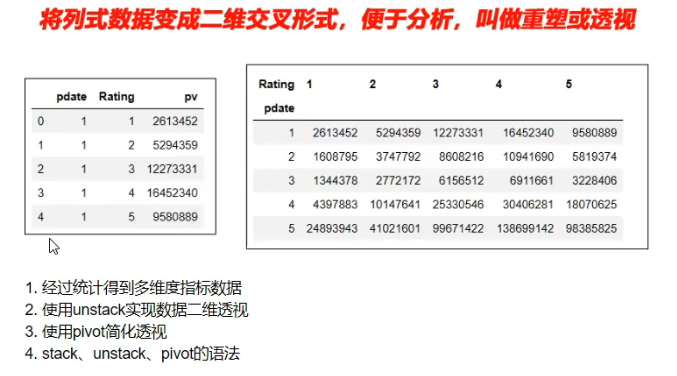 将列式数据变成二维交叉形式，便于分析，叫做重塑或透视
pdate Rating pv
0 1 1 2613452
1 1 2 5294359
2 1 3 12273331
3 1 4 16452340
4 1 5 9580889
Rating 1 2 3 4 5
pdate
1 2613452 5294359 12273331 16452340 9580889
2 1608795 3747792 8608216 10941690 5819374
3 1344378 2772172 6156512 6911661 3228406
4 4397883 10147641 25330546 30406281 18070625
5 24893943 41021601 99671422 138699142 98385825
1. 经过统计得到多维度指标数据
2. 使用unstack实现数据二维透视
3. 使用pivot简化透视
4. stack、unstack、pivot的语法